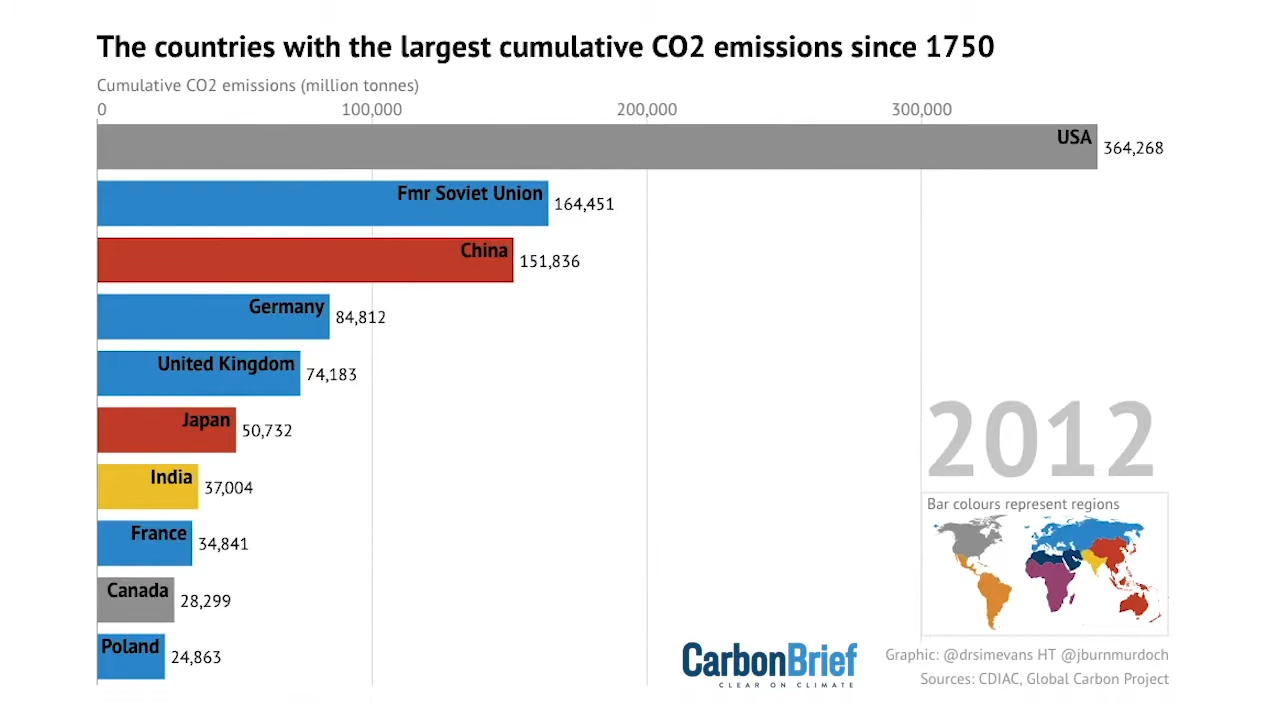 The countries with the largest cumulative CO2 emissions since 1750
Cumulative CO2 emissions (million tonnes)
0 100,000 200,000 300,000
USA 364,268
Fmr Soviet Union 164,451
China 151,836
Germany 84,812
United Kingdom 74,183
Japan 50,732
India 37,004
France 34,841
Canada 28,299
Poland 24,863
2012
Bar colours represent regions
CarbonBrief
CLEAR ON CLIMATE
Graphic: @drsimevans HT @jburnmurdoch
Sources: CDIAC, Global Carbon Project